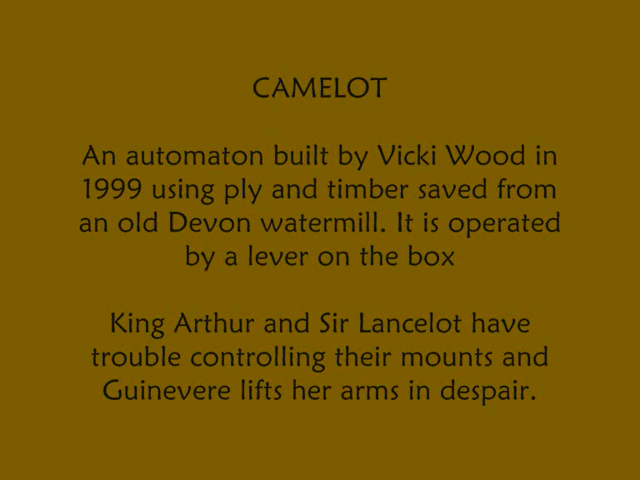 CAMELOT
An automaton built by Vicki Wood in
1999 using ply and timber saved from
an old Devon watermill. It is operated
by a lever on the box
King Arthur and Sir Lancelot have
trouble controlling their mounts and
Guinevere lifts her arms in despair.